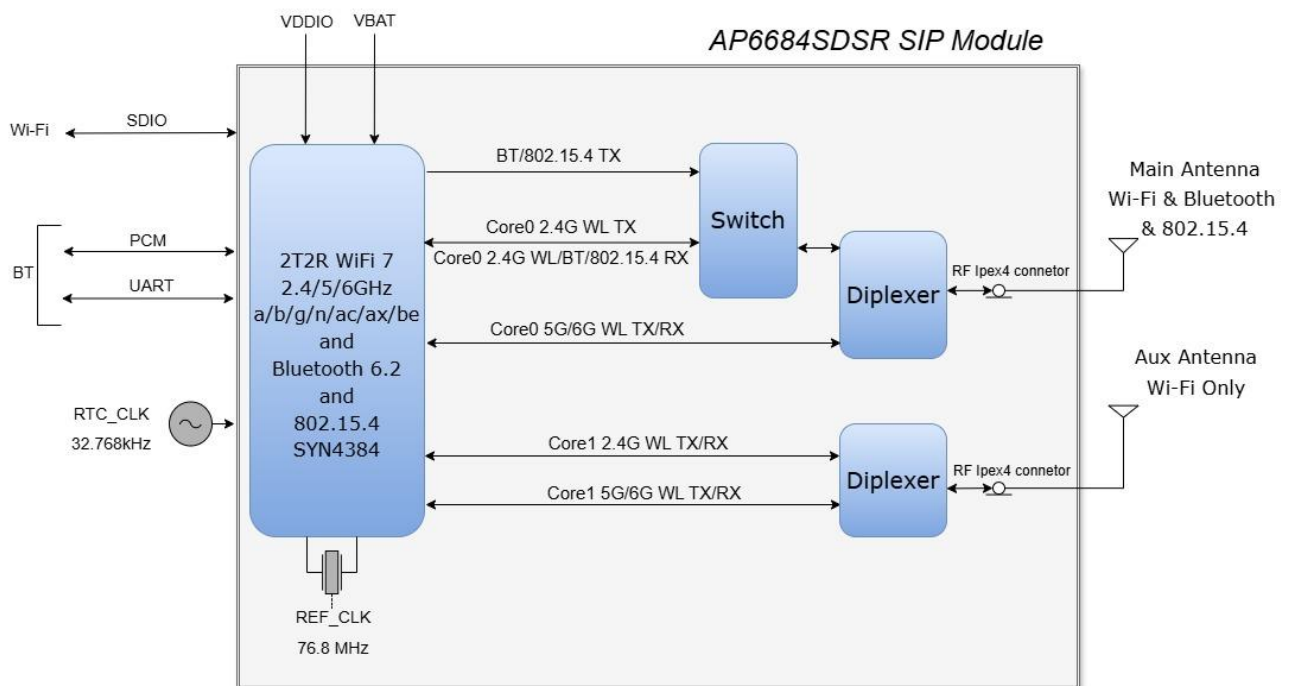 VDDIO
VBAT
AP6684SDSR SIP Module
Wi-Fi
SDIO
BT
PCM
UART
RTC_CLK
32.768kHz
2T2R WiFi 7
2.4/5/6GHz
a/b/g/n/ac/ax/be
and
Bluetooth 6.2
and
802.15.4
SYN4384
REF_CLK
76.8 MHz
BT/802.15.4 TX
Core0 2.4G WL TX
Core0 2.4G WL/BT/802.15.4 RX
Core0 5G/6G WL TX/RX
Core1 2.4G WL TX/RX
Core1 5G/6G WL TX/RX
Switch
Diplexer
RF Ipex4 connetor
Main Antenna
Wi-Fi & Bluetooth
& 802.15.4
Diplexer
RF Ipex4 connetor
Aux Antenna
Wi-Fi Only